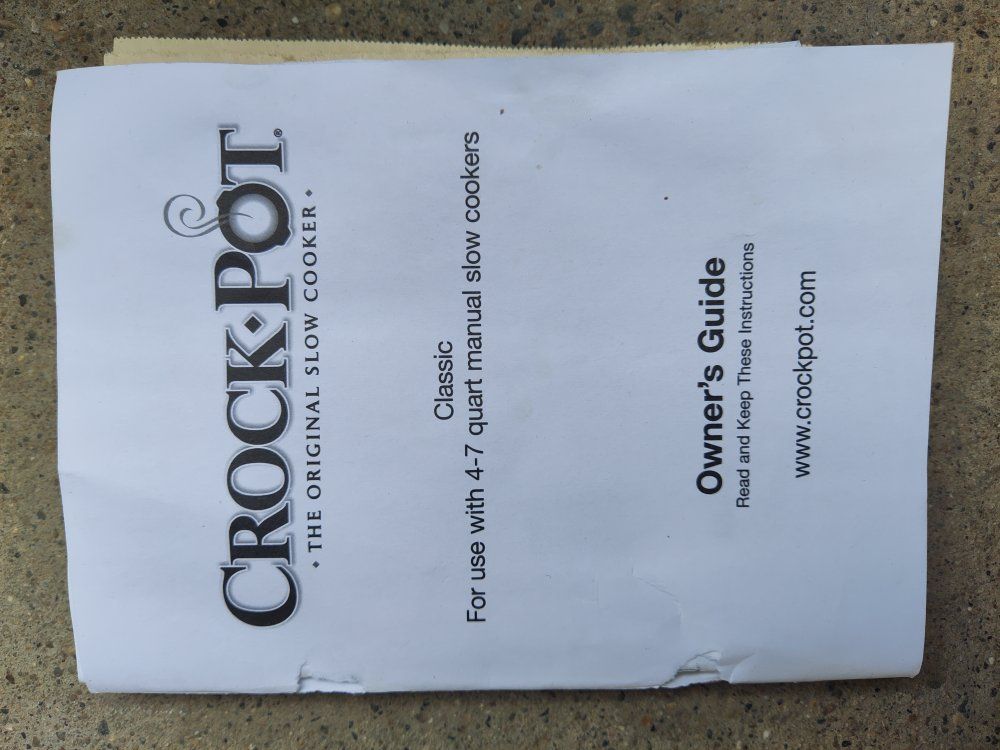 CROCK·POT®
• THE ORIGINAL SLOW COOKER •
Classic
For use with 4-7 quart manual slow cookers
Owner's Guide
Read and Keep These Instructions
www.crockpot.com